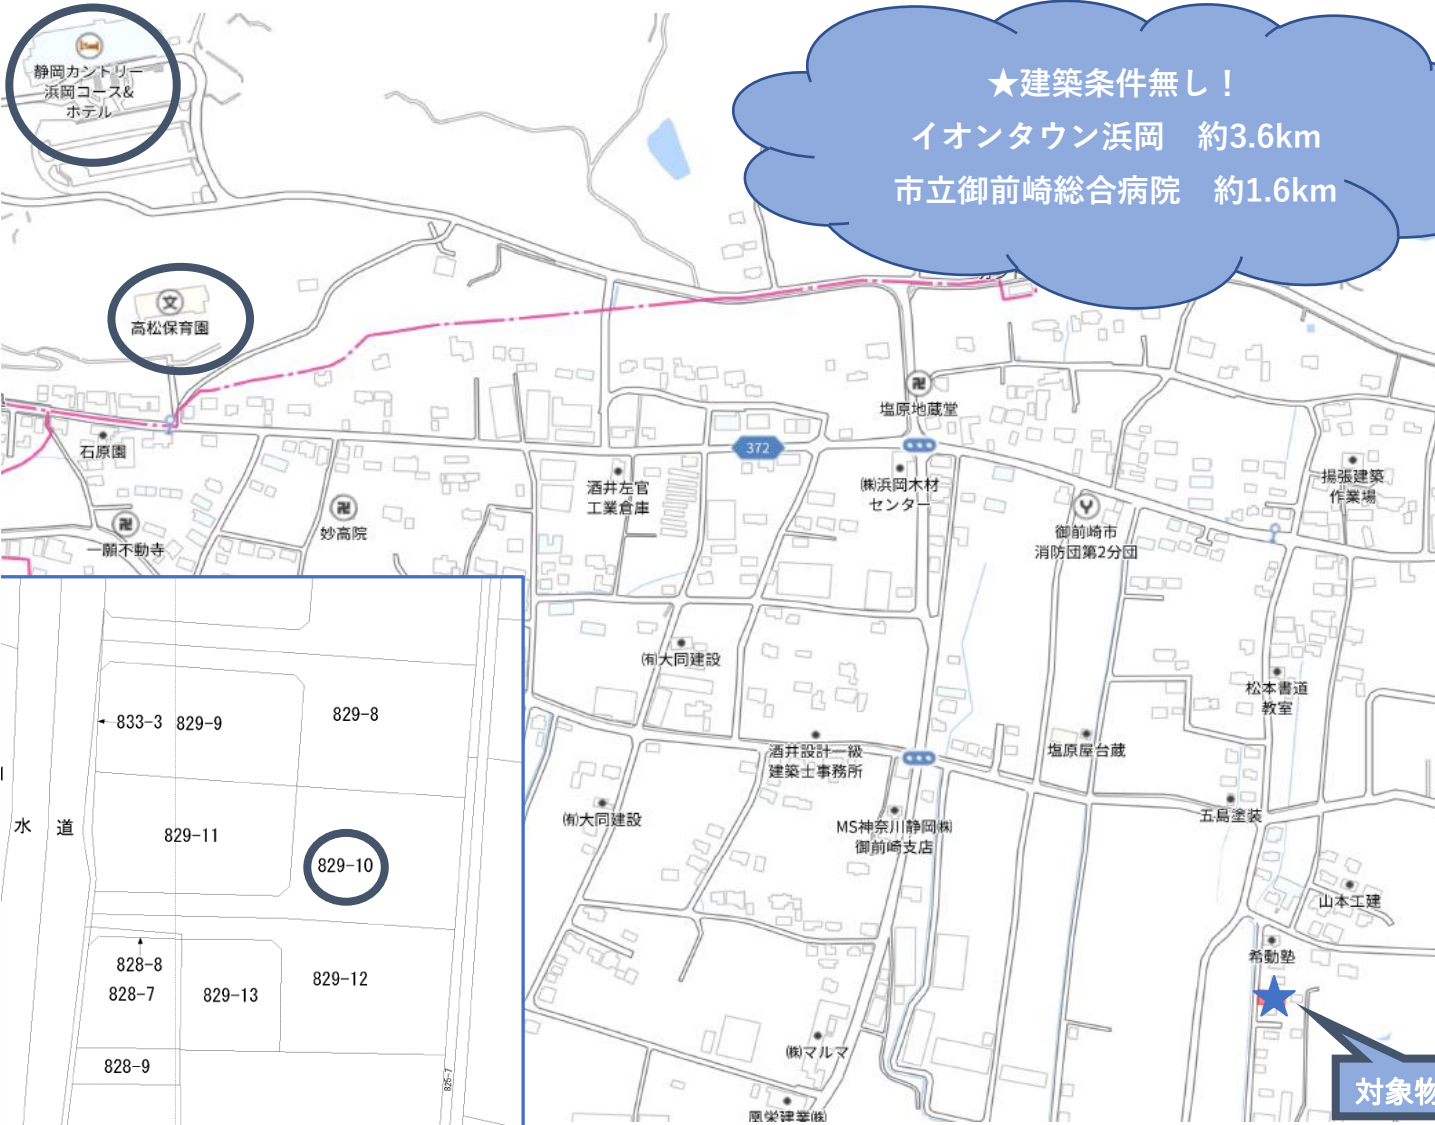 静岡カントリー
浜岡コース&
ホテル
★建築条件無し！
イオンタウン浜岡　約3.6km
市立御前崎総合病院　約1.6km
高松保育園
塩原地蔵堂
372
石原園
酒井左官
工業倉庫
㈱浜岡木材
センター
揚張建築
作業場
妙高院
一願不動寺
御前崎市
消防団第2分団
㈲大同建設
松本書道
教室
酒井設計一級
建築士事務所
塩原屋台蔵
㈲大同建設
MS神奈川静岡㈱
御前崎支店
五島塗装
山本工建
希動塾
㈱マルマ
凰栄建業㈱
対象物
833-3
829-9
829-8
水
道
829-11
829-10
828-8
828-7
829-13
829-12
828-9
826-7